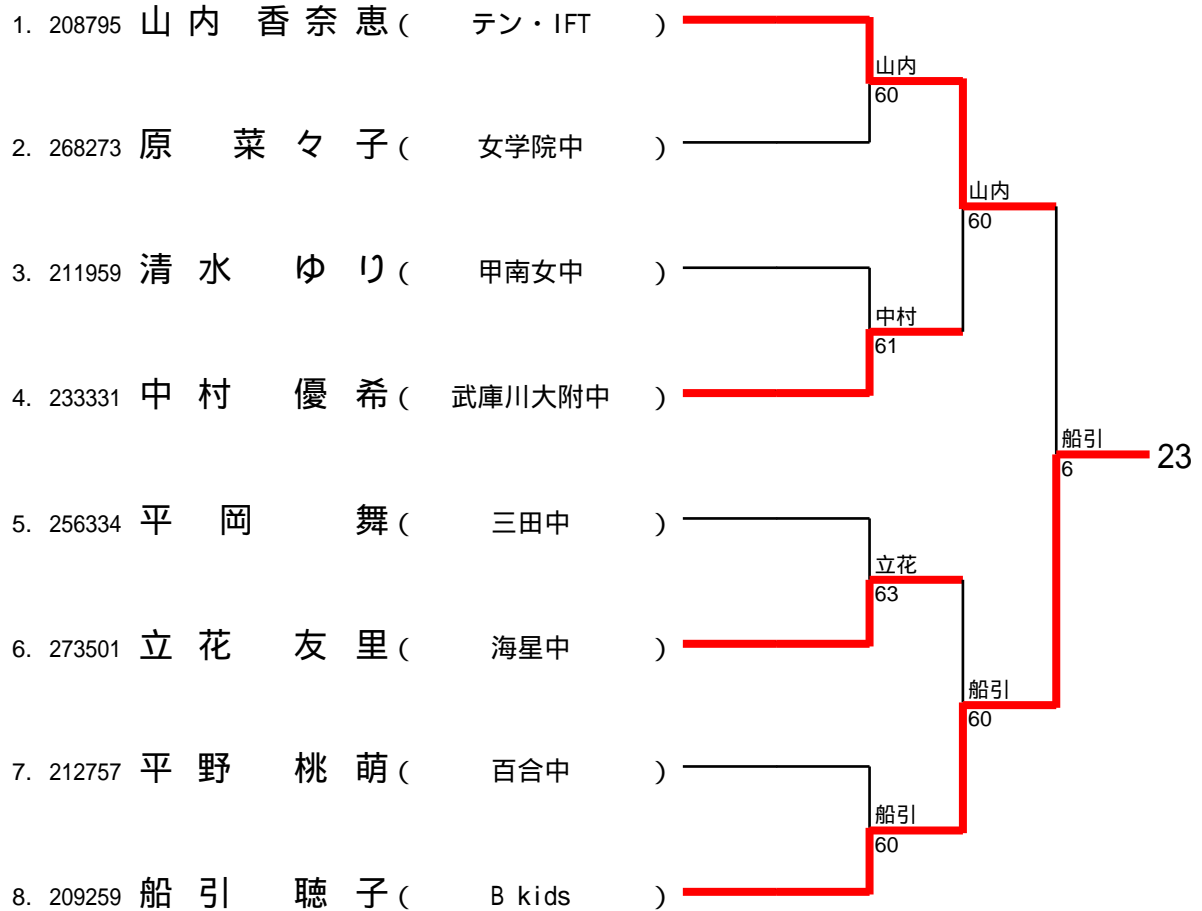 1. 208795 山内 香奈恵 ( テン・IFT )
山内
60
2. 268273 原 菜々子 ( 女学院中 )
山内
60
3. 211959 清水 ゆり ( 甲南女中 )
中村
61
4. 233331 中村 優希 ( 武庫川大附中 )
船引
6
23
5. 256334 平岡 舞 ( 三田中 )
立花
63
6. 273501 立花 友里 ( 海星中 )
船引
60
7. 212757 平野 桃萌 ( 百合中 )
船引
60
8. 209259 船引 聴子 ( B kids )